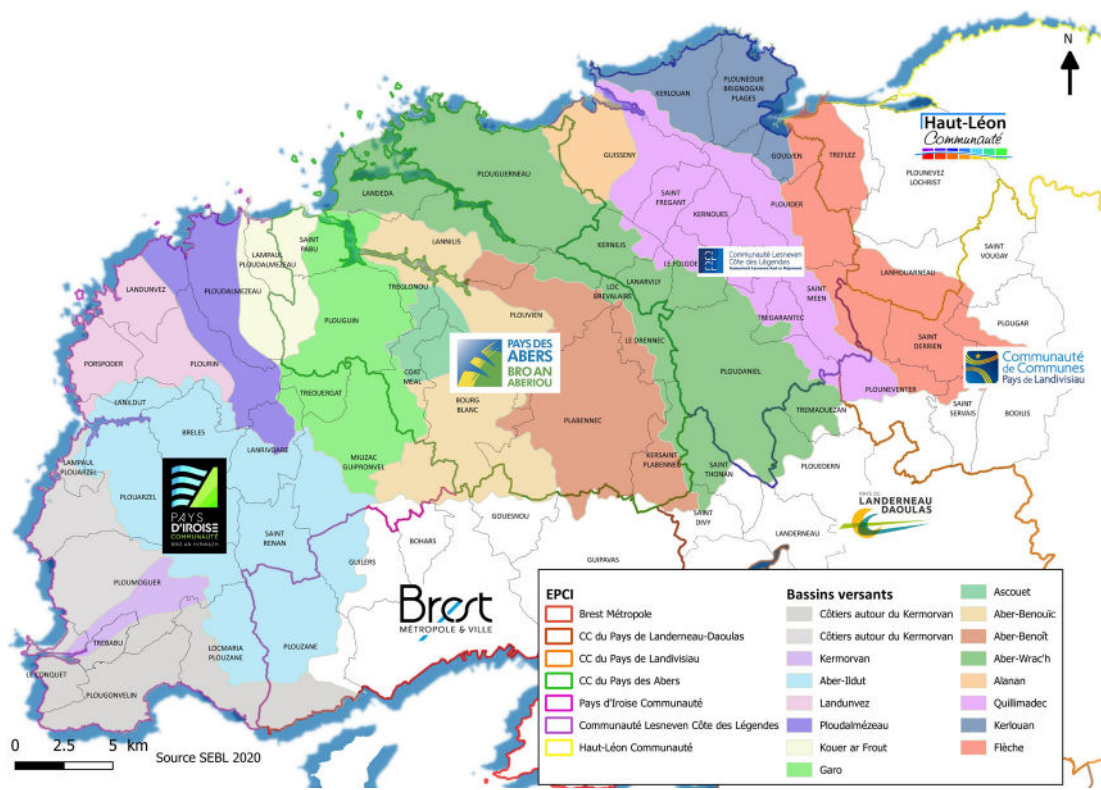 N
Haut-Léon
Communauté
KERLOUAN
PLOUNEOUR
BRIGNOGAN
PLAGES
GOULVEN
TREFLEZ
PLOUNEVEZ
LOCHRIST
GUISSENY
PLOUGUERNEAU
LANDEDA
SAINT
FREGANT
KERNOUES
PLOUIDER
SAINT
VOUGAY
LANNILIS
KERNILIS
LE FOLGOET
Communauté Lesneven
Côte des Légendes
LANHOUARNEAU
SAINT
PABU
LAMPAUL
PLOUDALMEZEAU
PLOUDALMEZEAU
LANDUNVEZ
TREGLONOU
LANARVILY
LOC
BREVALAIRE
SAINT
MEEN
PLOUVIEN
TREGARANTEC
PLOUGAR
PLOUGUIN
SAINT
DERRIEN
PAYS DES
ABERS
BRO AN
ABERIOU
LE DRENNEC
PLOUDANIEL
Communauté
de Communes
Pays de Landivisiau
PORSPODER
PLOURIN
COAT
MEAL
TREOUERGAT
BOURG
BLANC
PLOUNEVENTER
SAINT
SERVAIS
BODILIS
LANILDUT
BRELES
PLABENNEC
TREMAOUEZAN
LANRIVOARE
MILIZAC
GUIPRONVEL
KERSAINT
PLABENNEC
SAINT
THONAN
PLOUEDERN
LAMPAUL
PLOUARZEL
PLOUARZEL
PAYS
D'IROISE
COMMUNAUTÉ
SAINT
RENAN
GOUESNOU
BOHARS
SAINT
DIVY
LANDERNEAU
PAYS DE
LANDERNEAU
DAOULAS
GUILERS
GUIPAVAS
PLOUMOGUER
Brest
MÉTROPOLE & VILLE
TREBABU
LE CONQUET
LOCMARIA
PLOUZANE
PLOUZANE
PLOUGONVELIN
0 2.5 5 km
Source SEBL 2020
EPCI
Brest Métropole
CC du Pays de Landerneau-Daoulas
CC du Pays de Landivisiau
CC du Pays des Abers
Pays d'Iroise Communauté
Communauté Lesneven Côte des Légendes
Haut-Léon Communauté
Bassins versants
Côtiers autour du Kermorvan
Côtiers autour du Kermorvan
Kermorvan
Aber-Ildut
Landunvez
Ploudalmézeau
Kouer ar Frout
Garo
Ascouet
Aber-Benouïc
Aber-Benoît
Aber-Wrac'h
Alanan
Quillimadec
Kerlouan
Flèche